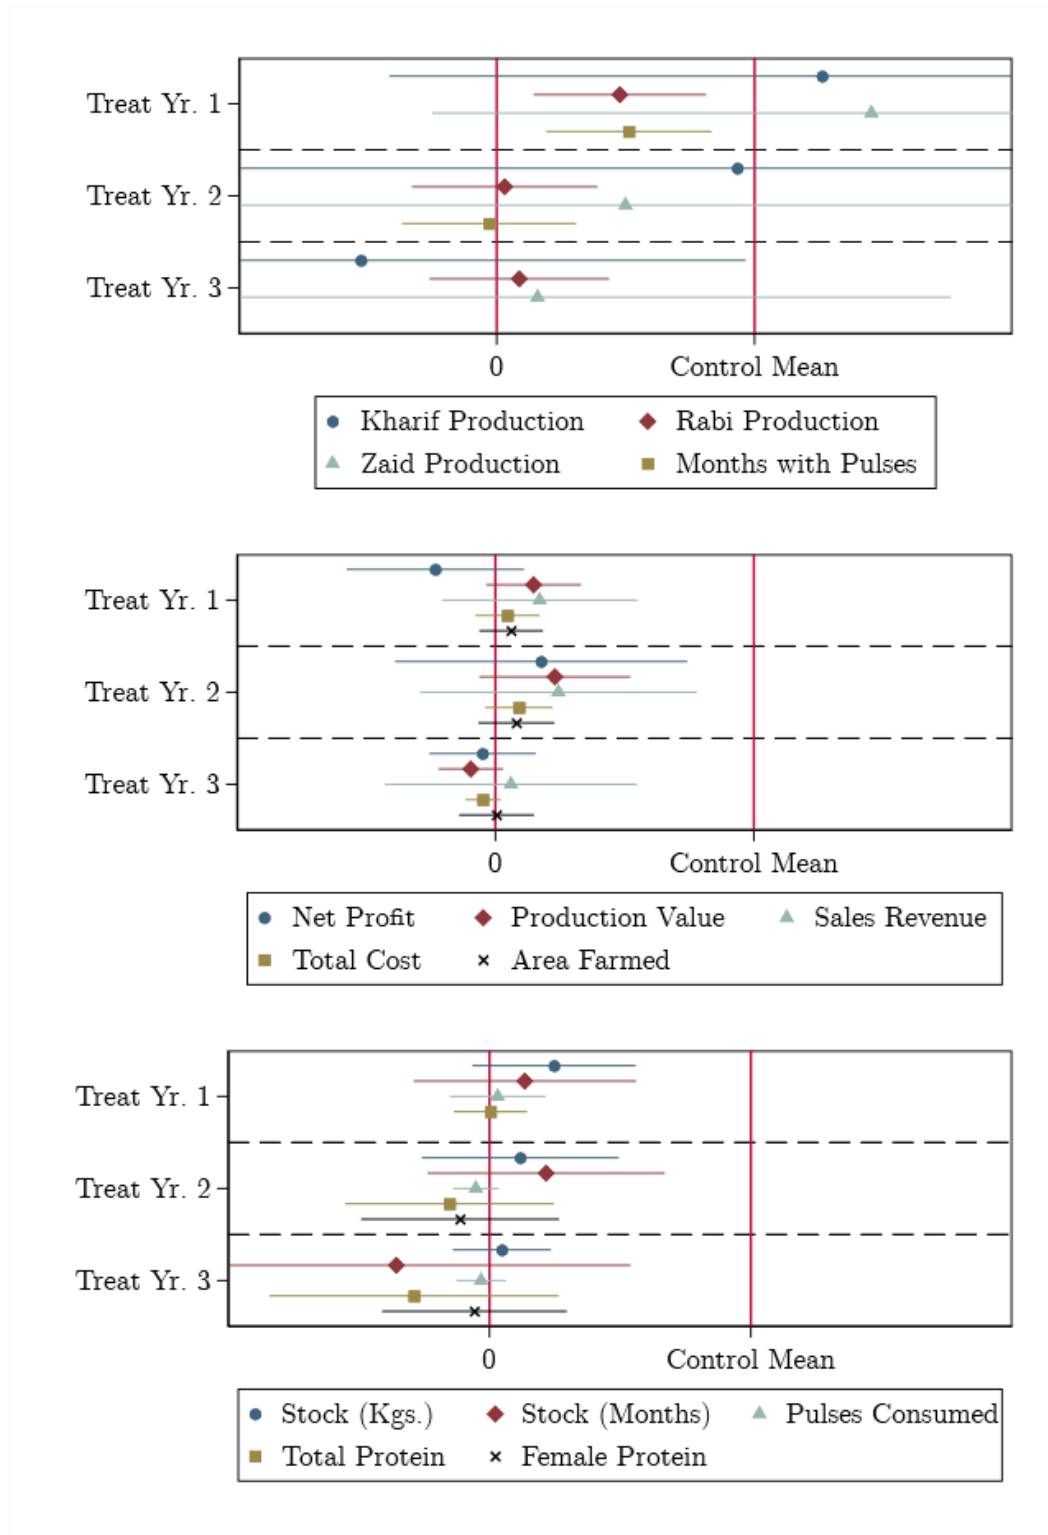 Treat Yr. 1
Treat Yr. 2
Treat Yr. 3
0 Control Mean
Kharif Production Rabi Production
Zaid Production Months with Pulses
Treat Yr. 1
Treat Yr. 2
Treat Yr. 3
0 Control Mean
Net Profit Production Value Sales Revenue
Total Cost Area Farmed
Treat Yr. 1
Treat Yr. 2
Treat Yr. 3
0 Control Mean
Stock (Kgs.) Stock (Months) Pulses Consumed
Total Protein Female Protein